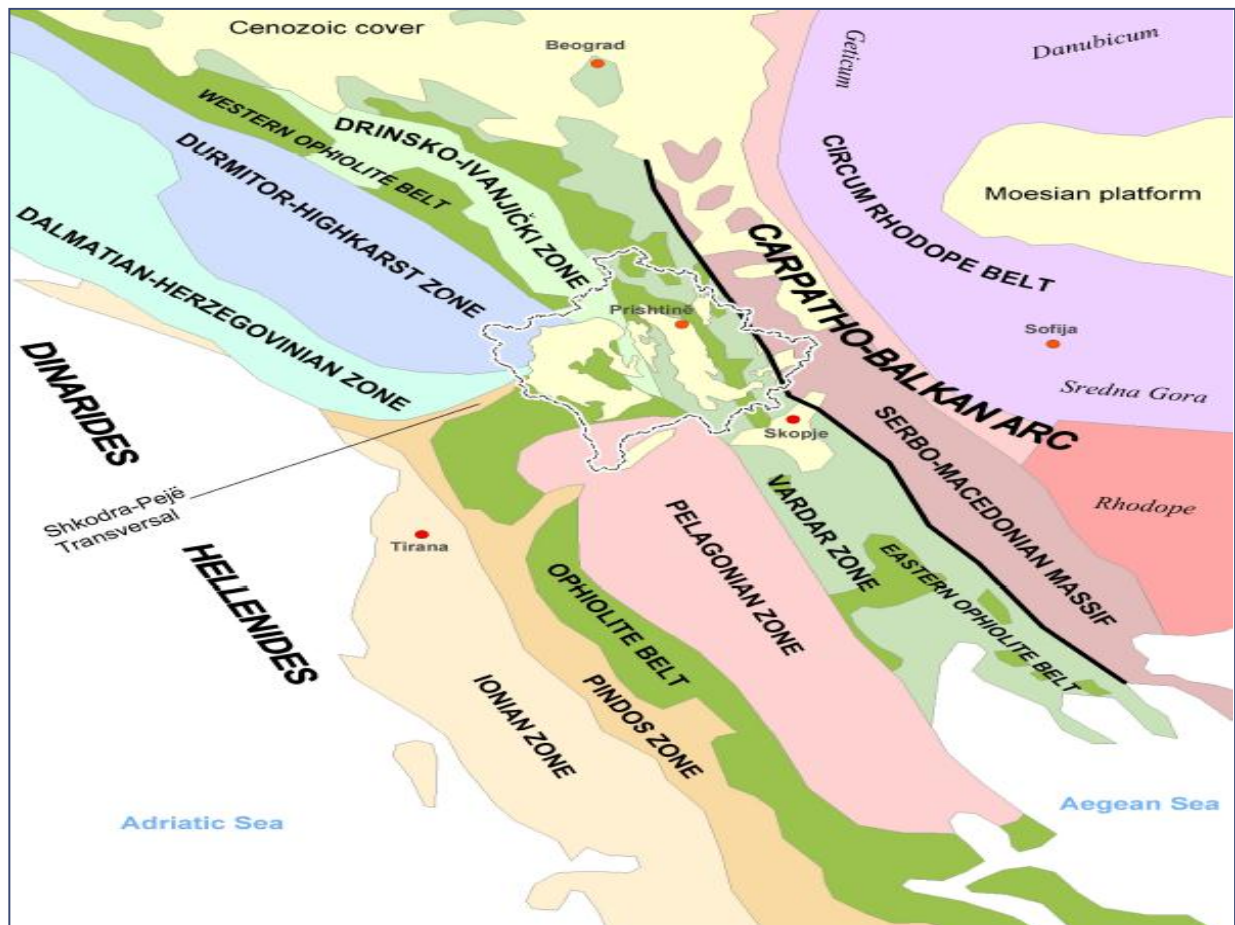 Cenozoic cover
Beograd
Geticum
Danubicum
WESTERN OPHIOLITE BELT
DRINSKO-IVANJIČKI ZONE
DURMITOR-HIGHKARST ZONE
DALMATIAN-HERZEGOVINIAN ZONE
CIRCUM RHODOPE BELT
Moesian platform
CARPATHO-BALKAN ARC
Prishtinë
Sofija
Sredna Gora
DINARIDES
Skopje
SERBO-MACEDONIAN MASSIF
Rhodope
Shkodra-Pejë
Transversal
Tirana
HELLENIDES
PELAGONIAN ZONE
VARDAR ZONE
EASTERN OPHIOLITE BELT
OPHIOLITE BELT
PINDOS ZONE
IONIAN ZONE
Adriatic Sea
Aegean Sea